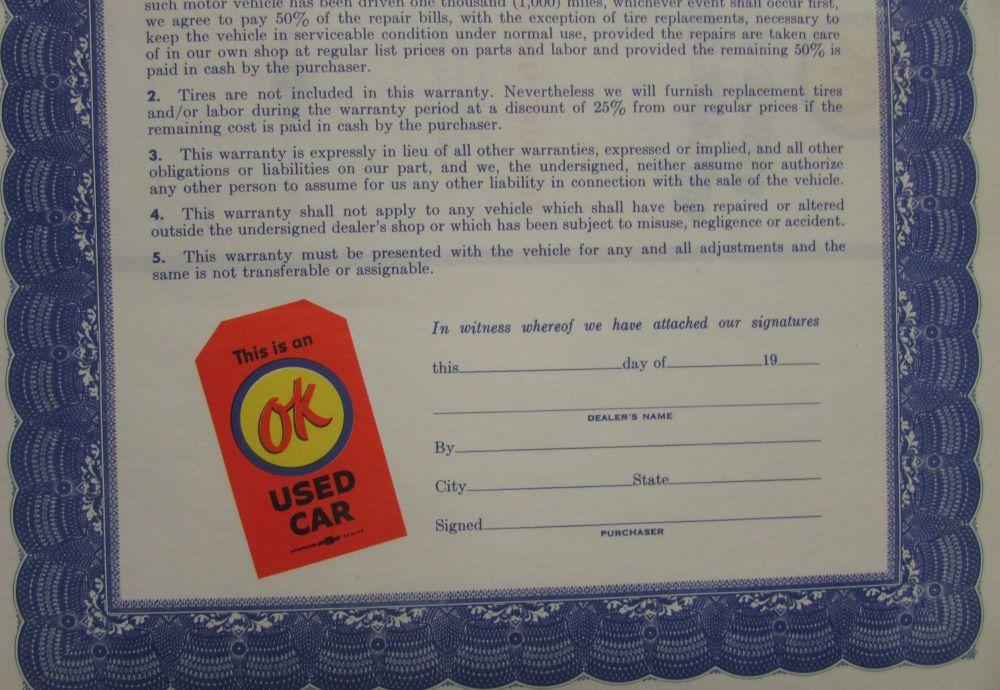 such motor vehicle has been driven one thousand (1,000) miles, whichever event shall occur first,
we agree to pay 50% of the repair bills, with the exception of tire replacements, necessary to
keep the vehicle in serviceable condition under normal use, provided the repairs are taken care
of in our own shop at regular list prices on parts and labor and provided the remaining 50% is
paid in cash by the purchaser.
2. Tires are not included in this warranty. Nevertheless we will furnish replacement tires
and/or labor during the warranty period at a discount of 25% from our regular prices if the
remaining cost is paid in cash by the purchaser.
3. This warranty is expressly in lieu of all other warranties, expressed or implied, and all other
obligations or liabilities on our part, and we, the undersigned, neither assume nor authorize
any other person to assume for us any other liability in connection with the sale of the vehicle.
4. This warranty shall not apply to any vehicle which shall have been repaired or altered
outside the undersigned dealer's shop or which has been subject to misuse, negligence or accident.
5. This warranty must be presented with the vehicle for any and all adjustments and the
same is not transferable or assignable.
This is an
OK
USED
CAR
DEALER
In witness whereof we have attached our signatures
this day of 19
DEALER'S NAME
By
City State
Signed
PURCHASER